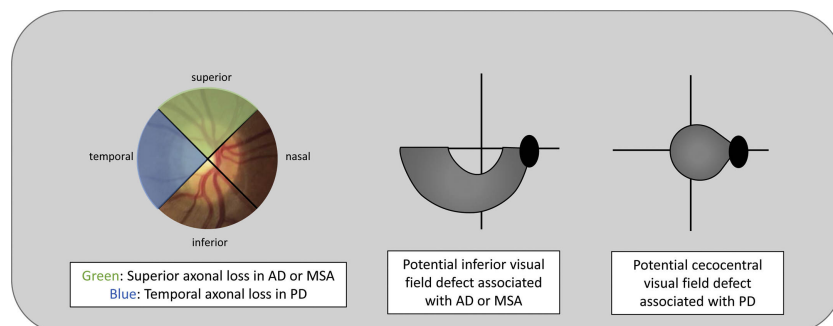 superior
temporal
nasal
inferior
Green: Superior axonal loss in AD or MSA
Blue: Temporal axonal loss in PD
Potential inferior visual
field defect associated
with AD or MSA
Potential cecocentral
visual field defect
associated with PD